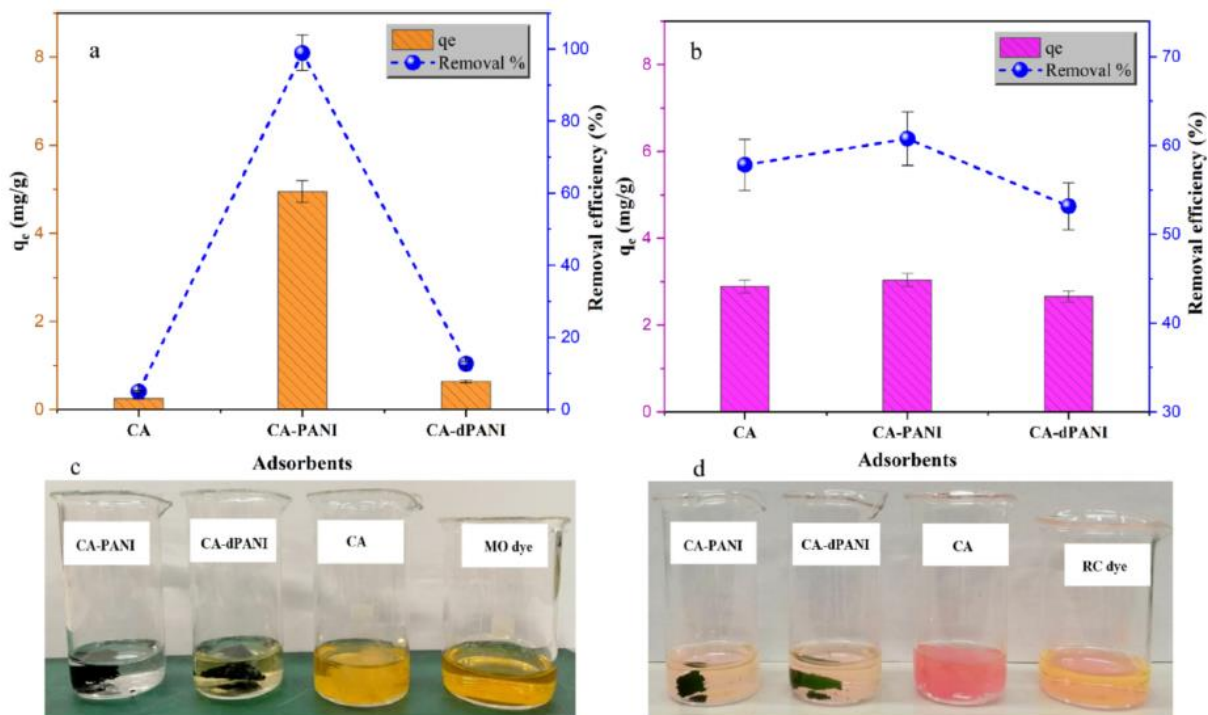 a
qe
Removal %
qe (mg/g)
8
6
4
2
0
Removal efficiency (%)
100
80
60
40
20
0
CA
CA-PANI
CA-dPANI
Adsorbents
b
qe
Removal %
qe (mg/g)
8
6
4
2
0
Removal efficiency (%)
70
60
50
40
30
CA
CA-PANI
CA-dPANI
Adsorbents
c
CA-PANI
CA-dPANI
CA
MO dye
d
CA-PANI
CA-dPANI
CA
RC dye